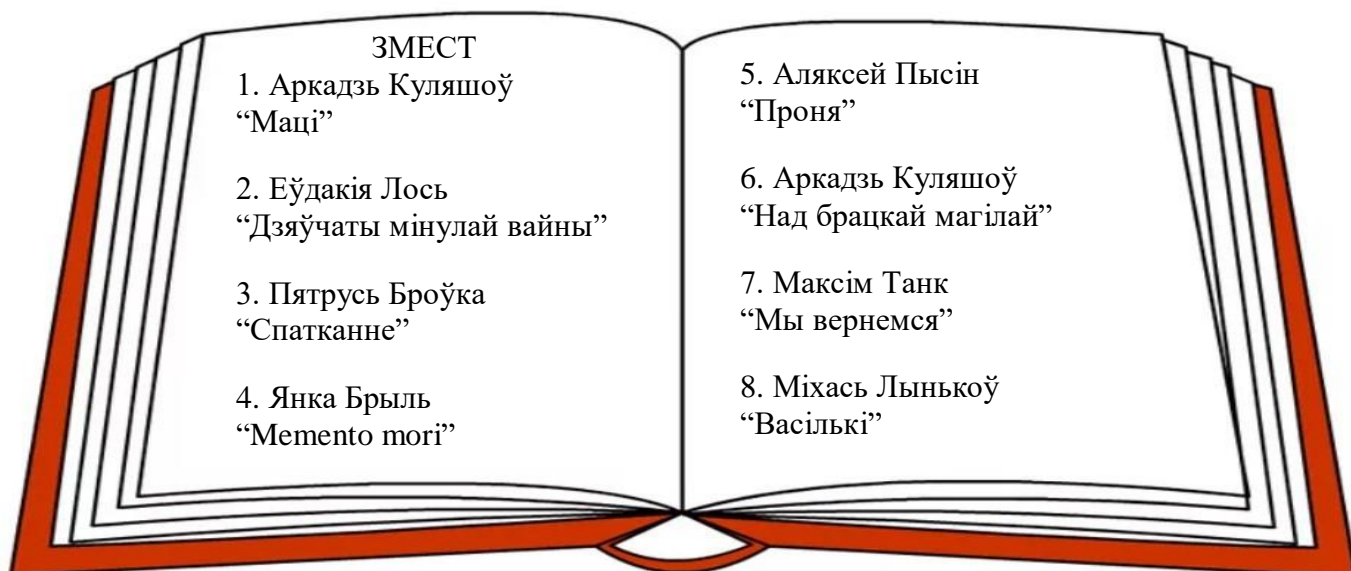 ЗМЕСТ
1. Аркадзь Куляшоў
“Маці”
2. Еўдакія Лось
“Дзяўчаты мінулай вайны”
3. Пятрусь Броўка
“Спатканне”
4. Янка Брыль
“Memento mori”
5. Аляксей Пысін
“Проня”
6. Аркадзь Куляшоў
“Над брацкай магілай”
7. Максім Танк
“Мы вернемся”
8. Міхась Лынькоў
“Васількі”